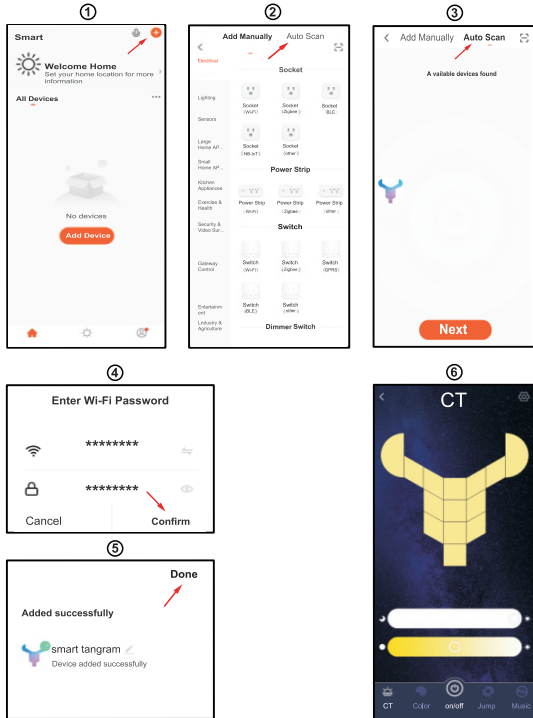 ①
Smart
Welcome Home
Set your home location for more
information
All Devices
No devices
Add Device
②
Add Manually Auto Scan
Electrical
Lighting
Sensors
Large
Home AP...
Small
Home AP...
Kitchen
Appliances
Exercise &
Health
Security &
Video Sur...
Gateway
Control
Entertainm
ent
Lndustry &
Agriculture
Socket
Socket Socket Socket
(Wi-Fi) (Zigbee) (BLE)
Socket Socket
(NB-IoT) (other)
Power Strip
Power Strip Power Strip Power Strip
(Wi-Fi) (Zigbee) (other)
Switch
Switch Switch Switch
(Wi-Fi) (Zigbee) (GPRS)
Switch Switch
(BLE) (other)
Dimmer Switch
③
Add Manually Auto Scan
A vailable devices found
Next
④
Enter Wi-Fi Password
********
********
Cancel Confirm
⑤
Done
Added successfully
smart tangram
Device added successfully
⑥
CT
CT Color on/off Jump Music